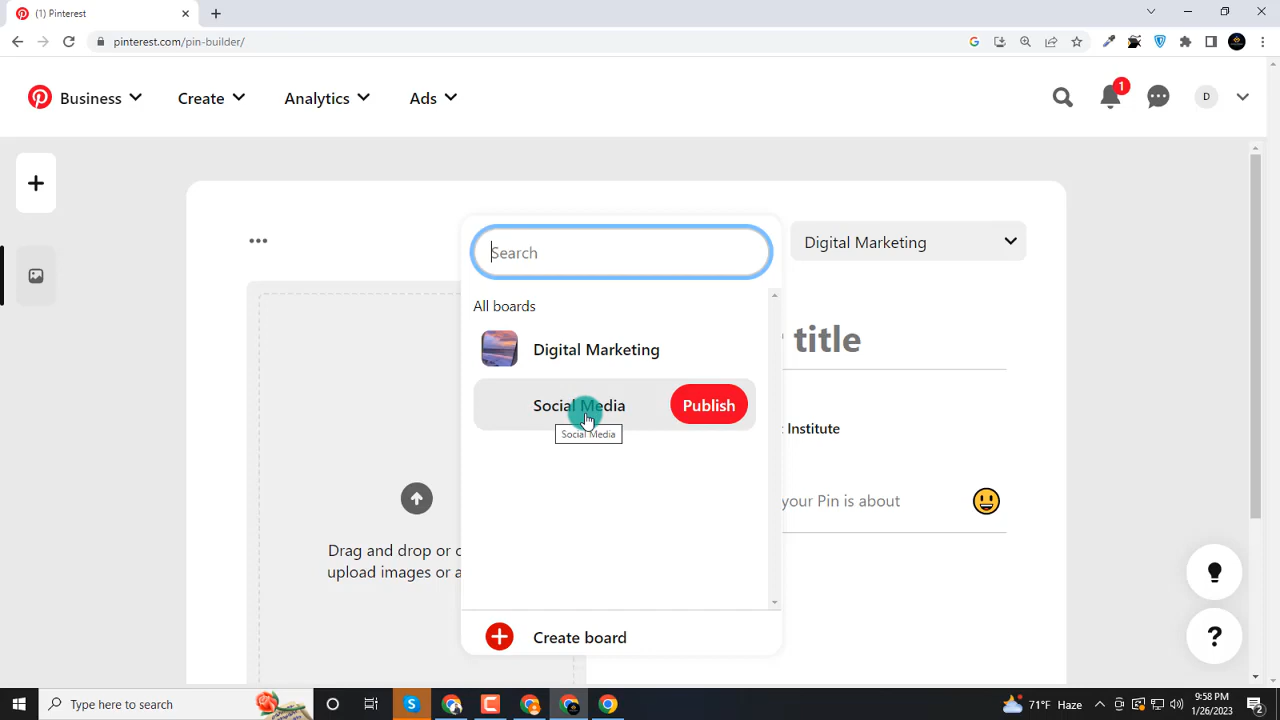 (1) Pinterest
pinterest.com/pin-builder/
Business Create Analytics Ads
1
D
Search
Digital Marketing
All boards
title
Digital Marketing
Social Media Publish
Social Media
Institute
your Pin is about
Drag and drop or
upload images or a
Create board
?
Type here to search
71°F Haze
9:58 PM
1/26/2023
2